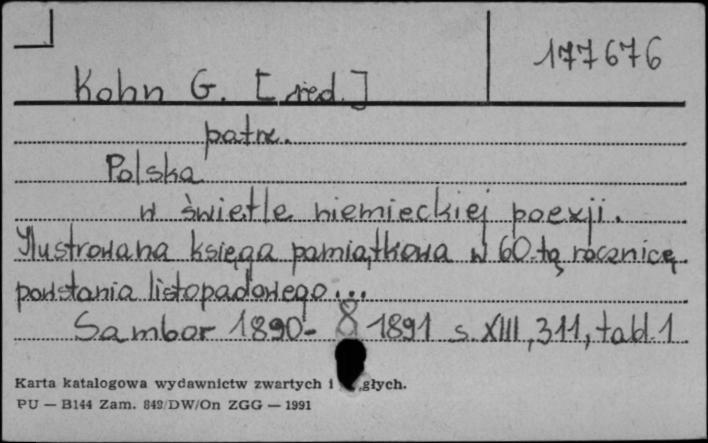 177676
Kohn G. [red.]
patrz.
Polska
w świetle niemieckiej poezji.
Ilustrowana księga pamiątkowa w 60-tą rocznicę
powstania listopadowego...
Sambor 1890- 8 1891 s. XIII, 311, tabl. 1
Karta katalogowa wydawnictw zwartych i głych.
PU — B144 Zam. 849/DW/On ZGG — 1991